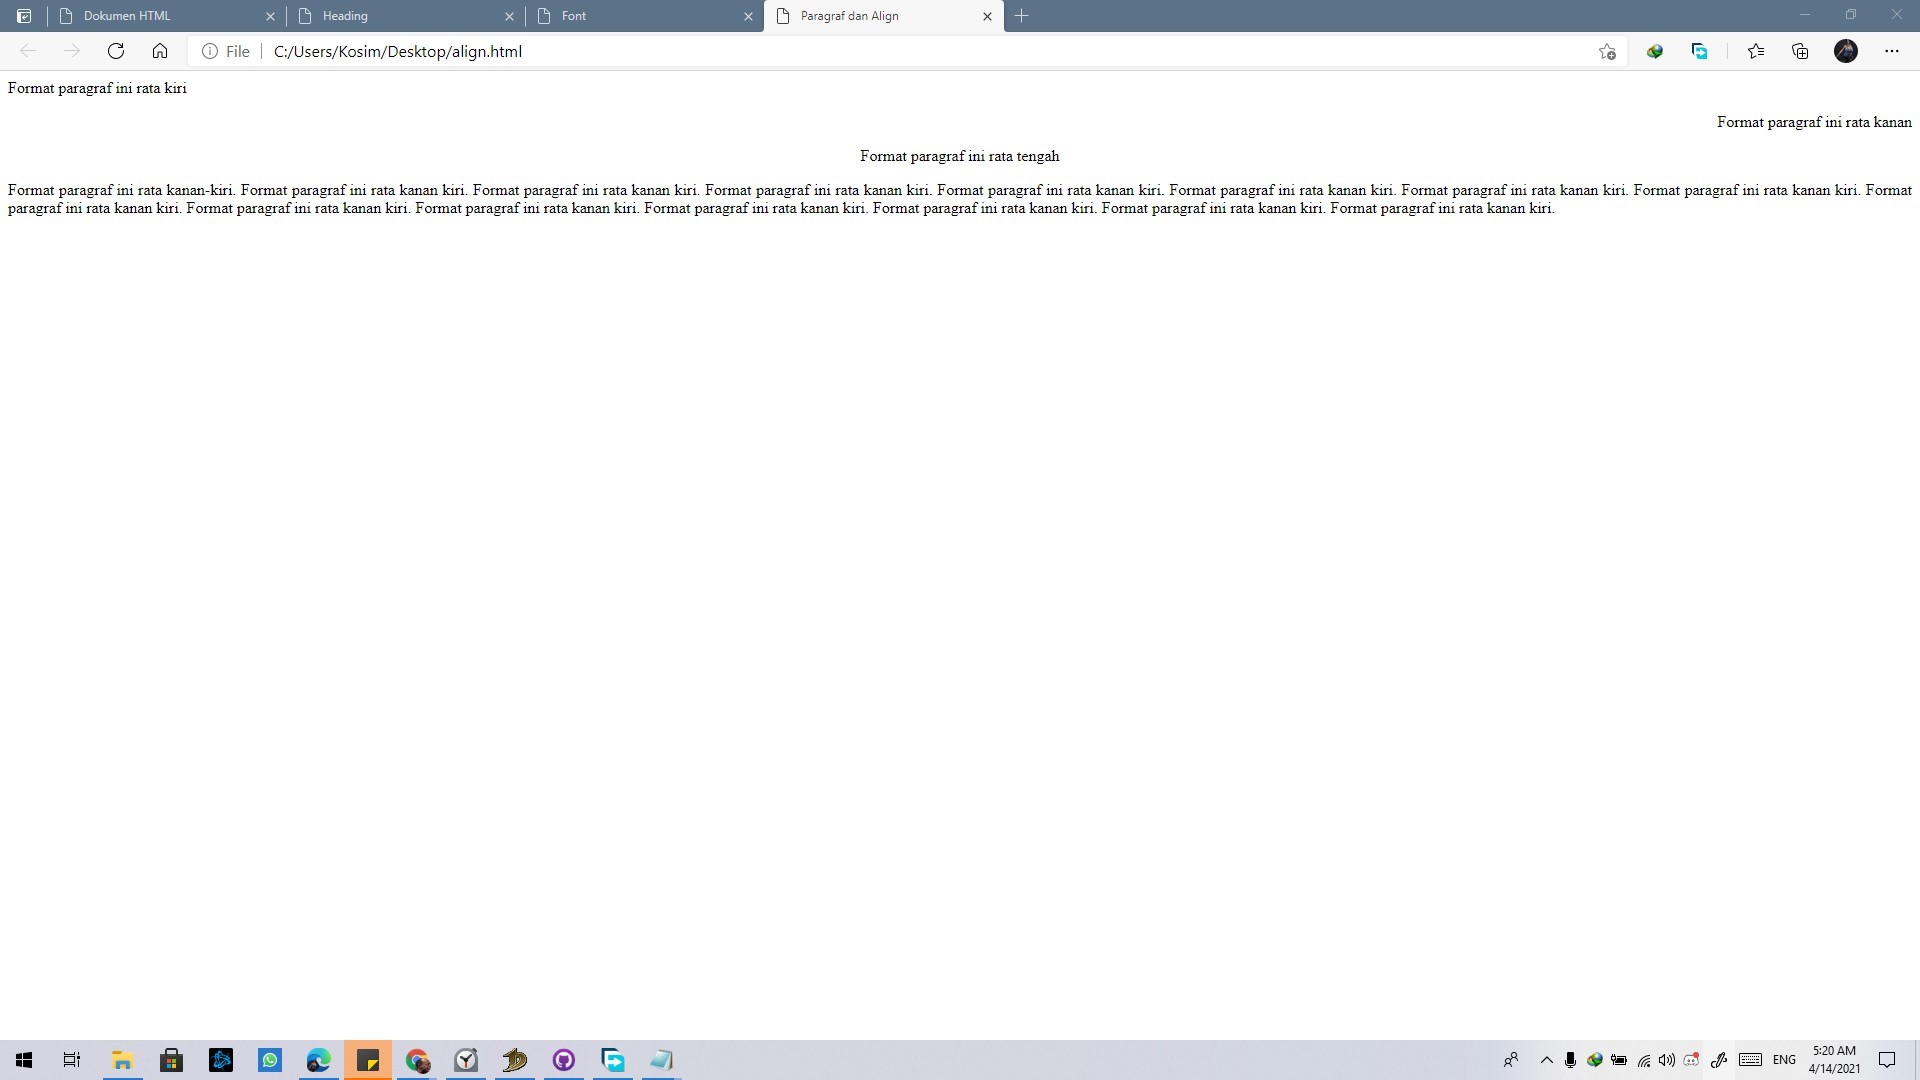 Dokumen HTML
Heading
Font
Paragraf dan Align
File
C:/Users/Kosim/Desktop/align.html
Format paragraf ini rata kiri
Format paragraf ini rata kanan
Format paragraf ini rata tengah
Format paragraf ini rata kanan-kiri. Format paragraf ini rata kanan kiri. Format paragraf ini rata kanan kiri. Format paragraf ini rata kanan kiri. Format paragraf ini rata kanan kiri. Format paragraf ini rata kanan kiri. Format paragraf ini rata kanan kiri. Format paragraf ini rata kanan kiri. Format
paragraf ini rata kanan kiri. Format paragraf ini rata kanan kiri. Format paragraf ini rata kanan kiri. Format paragraf ini rata kanan kiri. Format paragraf ini rata kanan kiri. Format paragraf ini rata kanan kiri. Format paragraf ini rata kanan kiri.
ENG
5:20 AM
4/14/2021